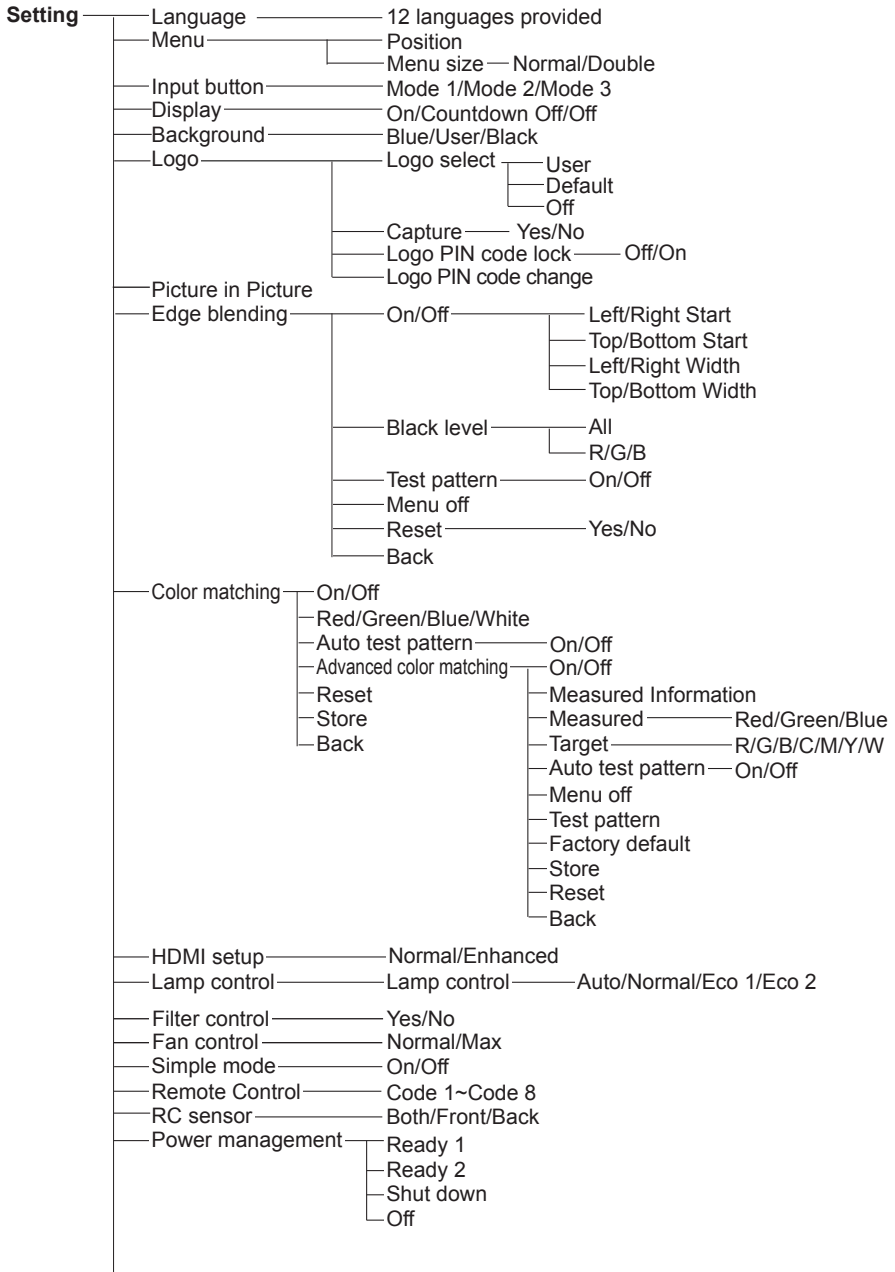 Setting Language 12 languages provided
Menu Position
Menu size Normal/Double
Input button Mode 1/Mode 2/Mode 3
Display On/Countdown Off/Off
Background Blue/User/Black
Logo Logo select User
Default
Off
Capture Yes/No
Logo PIN code lock Off/On
Logo PIN code change
Picture in Picture
Edge blending On/Off Left/Right Start
Top/Bottom Start
Left/Right Width
Top/Bottom Width
Black level All
R/G/B
Test pattern On/Off
Menu off
Reset Yes/No
Back
Color matching On/Off
Red/Green/Blue/White
Auto test pattern On/Off
Advanced color matching On/Off
Reset Measured Information
Store Measured Red/Green/Blue
Back Target R/G/B/C/M/Y/W
Auto test pattern On/Off
Menu off
Test pattern
Factory default
Store
Reset
Back
HDMI setup Normal/Enhanced
Lamp control Lamp control Auto/Normal/Eco 1/Eco 2
Filter control Yes/No
Fan control Normal/Max
Simple mode On/Off
Remote Control Code 1~Code 8
RC sensor Both/Front/Back
Power management Ready 1
Ready 2
Shut down
Off